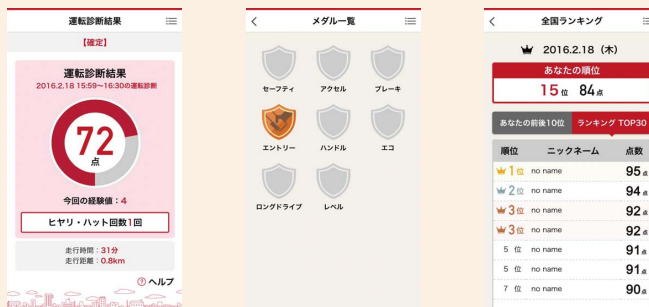 運転診断結果
【確定】
運転診断結果
2016.2.18 15:59〜16:30の運転診断
72
点
今回の経験値：4
ヒヤリ・ハット回数1回
走行時間：31分
走行距離：0.8km
? ヘルプ
メダル一覧
セーフティ アクセル ブレーキ
エントリー ハンドル エコ
ロングドライブ レベル
全国ランキング
2016.2.18（木）
あなたの順位
15位 84点
あなたの前後10位 ランキング TOP30
順位 ニックネーム 点数
1位 no name 95点
2位 no name 94点
3位 no name 92点
3位 no name 92点
5 位 no name 91点
5 位 no name 91点
7 位 no name 90点